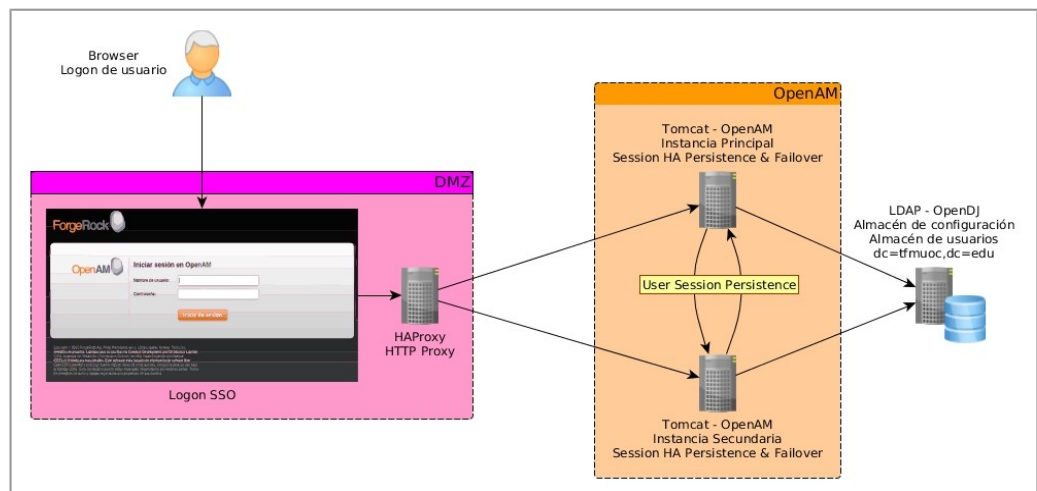 Browser
Logon de usuario
DMZ
ForgeRock
OpenAM
Iniciar sesión en OpenAM
Nombre de usuario:
Contraseña:
Iniciar de sesión
Logon SSO
HAProxy
HTTP Proxy
OpenAM
Tomcat - OpenAM
Instancia Principal
Session HA Persistence & Failover
User Session Persistence
Tomcat - OpenAM
Instancia Secundaria
Session HA Persistence & Failover
LDAP - OpenDJ
Almacén de configuración
Almacén de usuarios
dc=tfmuoc,dc=edu